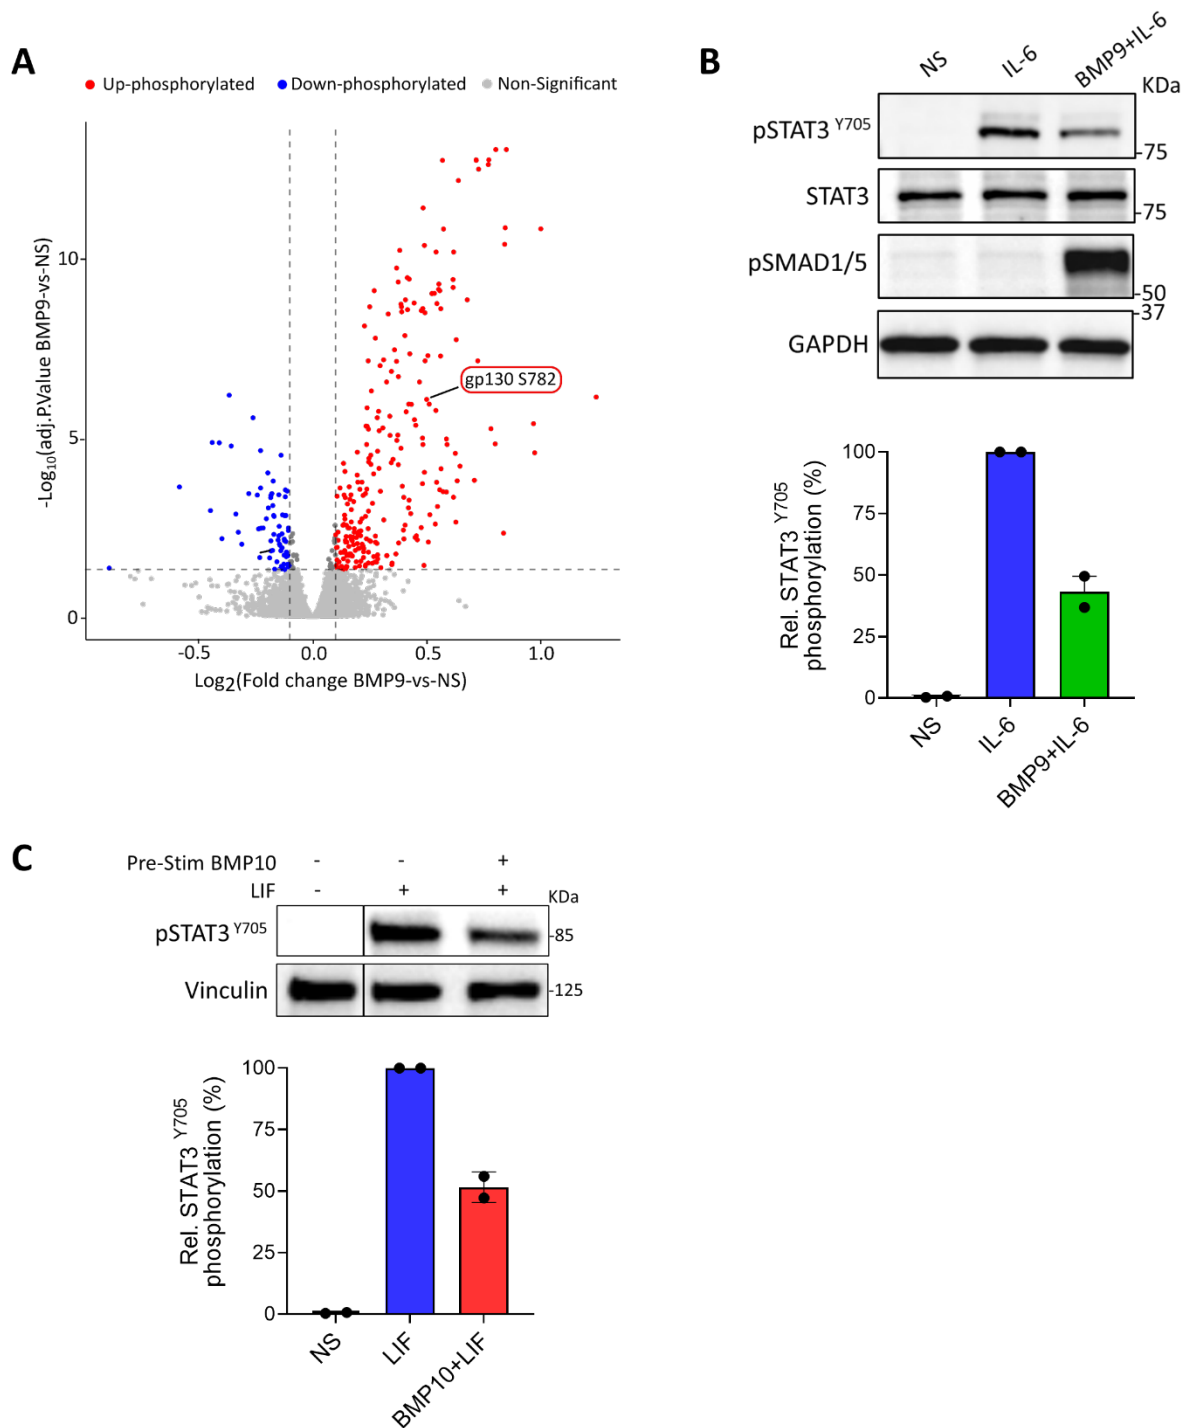 A
Up-phosphorylated Down-phosphorylated Non-Significant
-Log10(adj.P.Value BMP9-vs-NS)
10
5
0
gp130 S782
-0.5 0.0 0.5 1.0
Log2(Fold change BMP9-vs-NS)
B
NS IL-6 BMP9+IL-6
KDa
pSTAT3 Y705
-75
STAT3
-75
pSMAD1/5
-50
-37
GAPDH
Rel. STAT3 Y705
phosphorylation (%)
100
75
50
25
0
NS IL-6 BMP9+IL-6
C
Pre-Stim BMP10 - - +
LIF - + +
KDa
pSTAT3 Y705
-85
Vinculin
-125
Rel. STAT3 Y705
phosphorylation (%)
100
75
50
25
0
NS LIF BMP10+LIF